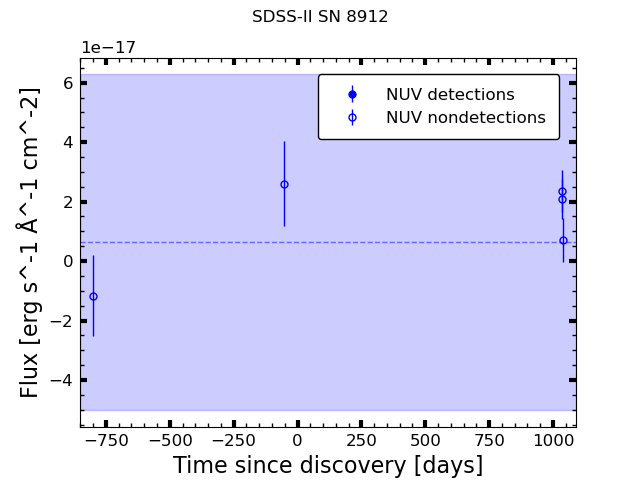 SDSS-II SN 8912
1e−17
NUV detections
NUV nondetections
6
4
2
0
−2
−4
Flux [erg s^-1 Å^-1 cm^-2]
−750 −500 −250 0 250 500 750 1000
Time since discovery [days]